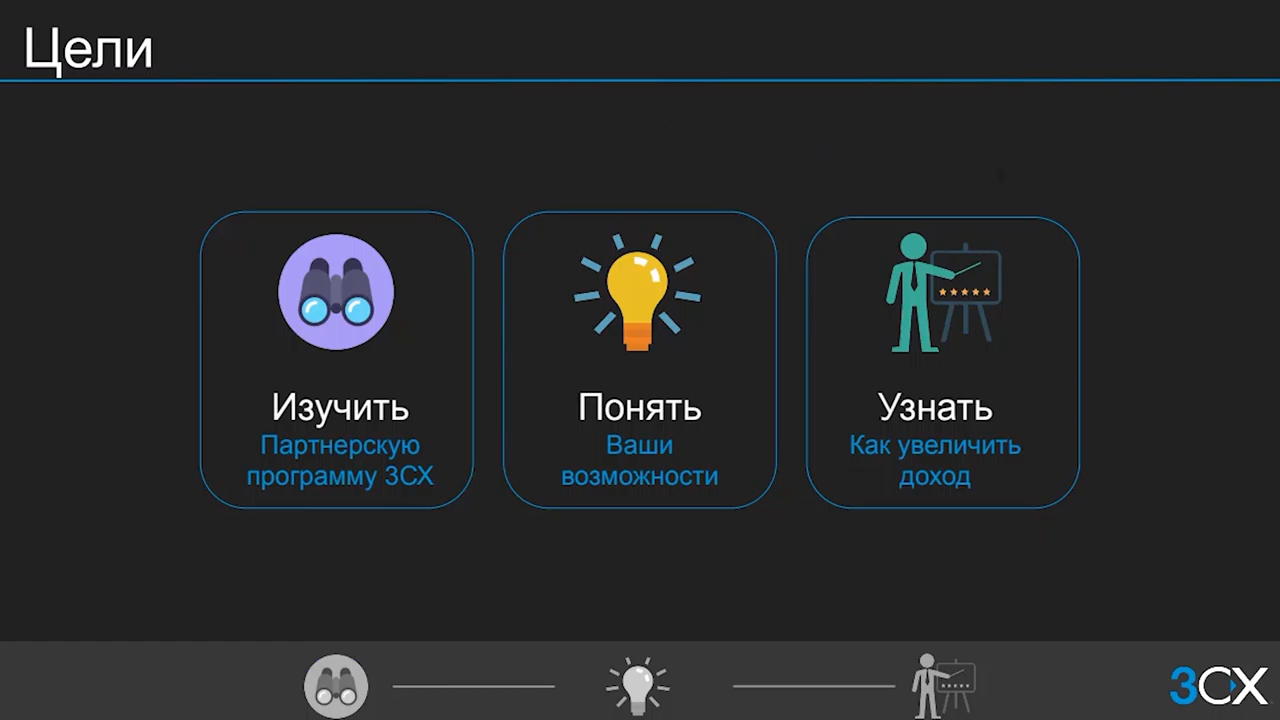 Цели
Изучить
Партнерскую
программу 3CX
Понять
Ваши
возможности
Узнать
Как увеличить
доход
3CX